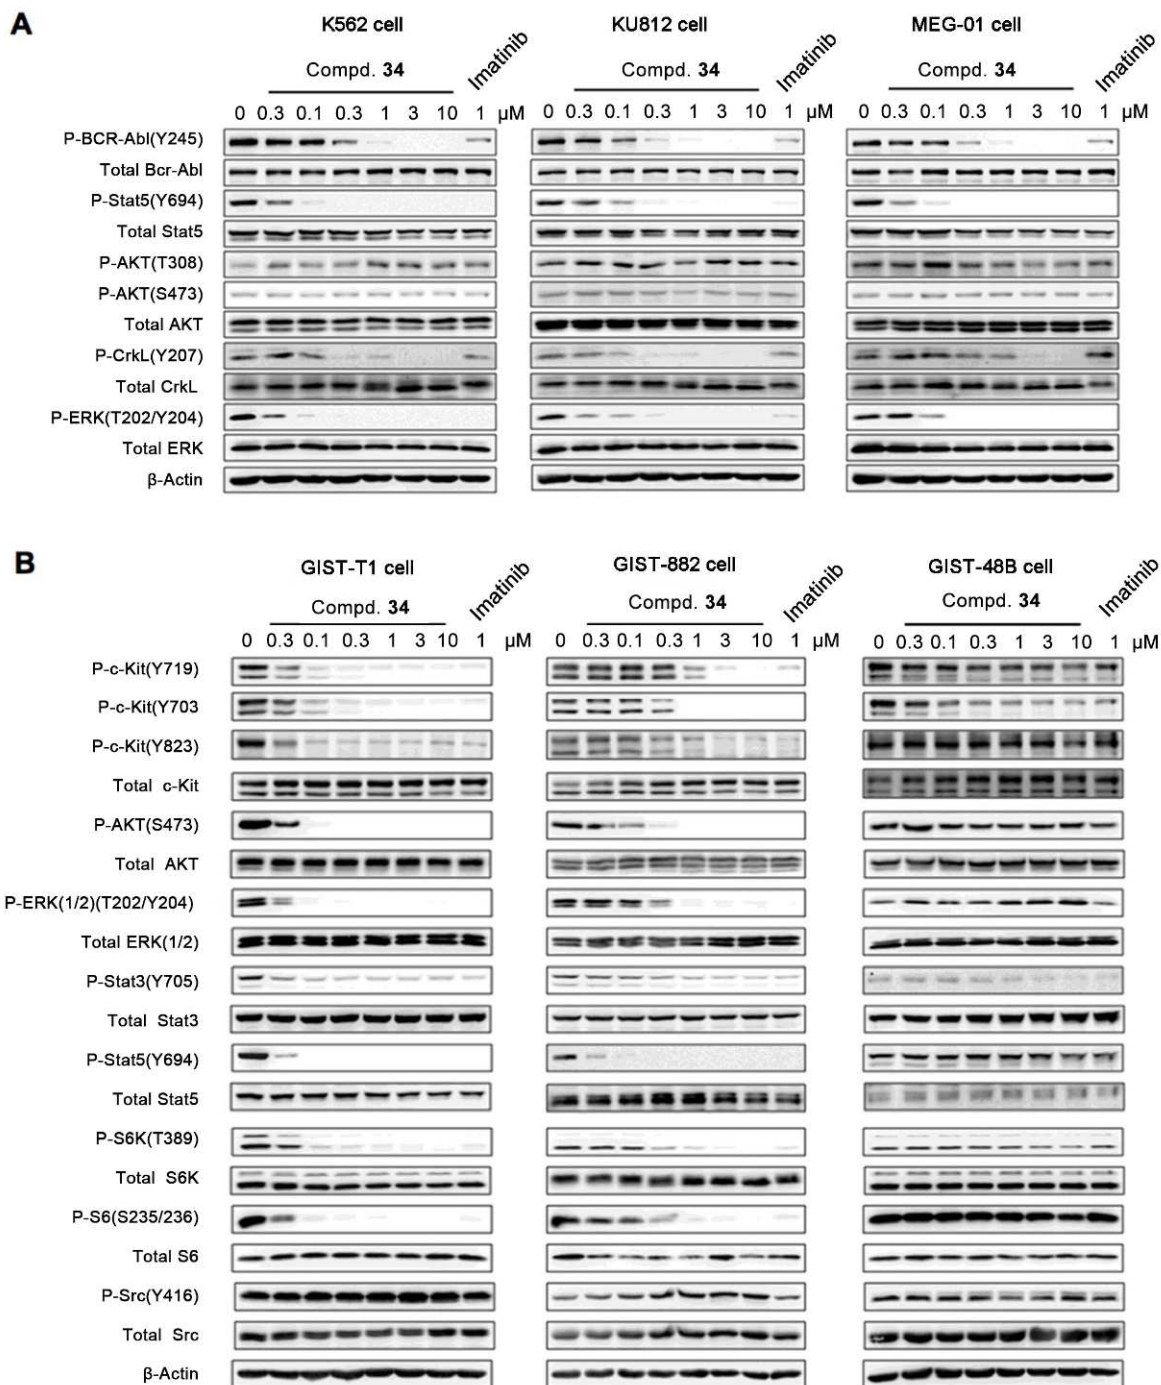 A
K562 cell
KU812 cell
MEG-01 cell
Compd. 34
Imatinib
Compd. 34
Imatinib
Compd. 34
Imatinib
0 0.3 0.1 0.3 1 3 10 1 μM
0 0.3 0.1 0.3 1 3 10 1 μM
0 0.3 0.1 0.3 1 3 10 1 μM
P-BCR-Abl(Y245)
Total Bcr-Abl
P-Stat5(Y694)
Total Stat5
P-AKT(T308)
P-AKT(S473)
Total AKT
P-CrkL(Y207)
Total CrkL
P-ERK(T202/Y204)
Total ERK
β-Actin
B
GIST-T1 cell
GIST-882 cell
GIST-48B cell
Compd. 34
Imatinib
Compd. 34
Imatinib
Compd. 34
Imatinib
0 0.3 0.1 0.3 1 3 10 1 μM
0 0.3 0.1 0.3 1 3 10 1 μM
0 0.3 0.1 0.3 1 3 10 1 μM
P-c-Kit(Y719)
P-c-Kit(Y703
P-c-Kit(Y823)
Total c-Kit
P-AKT(S473)
Total AKT
P-ERK(1/2)(T202/Y204)
Total ERK(1/2)
P-Stat3(Y705)
Total Stat3
P-Stat5(Y694)
Total Stat5
P-S6K(T389)
Total S6K
P-S6(S235/236)
Total S6
P-Src(Y416)
Total Src
β-Actin